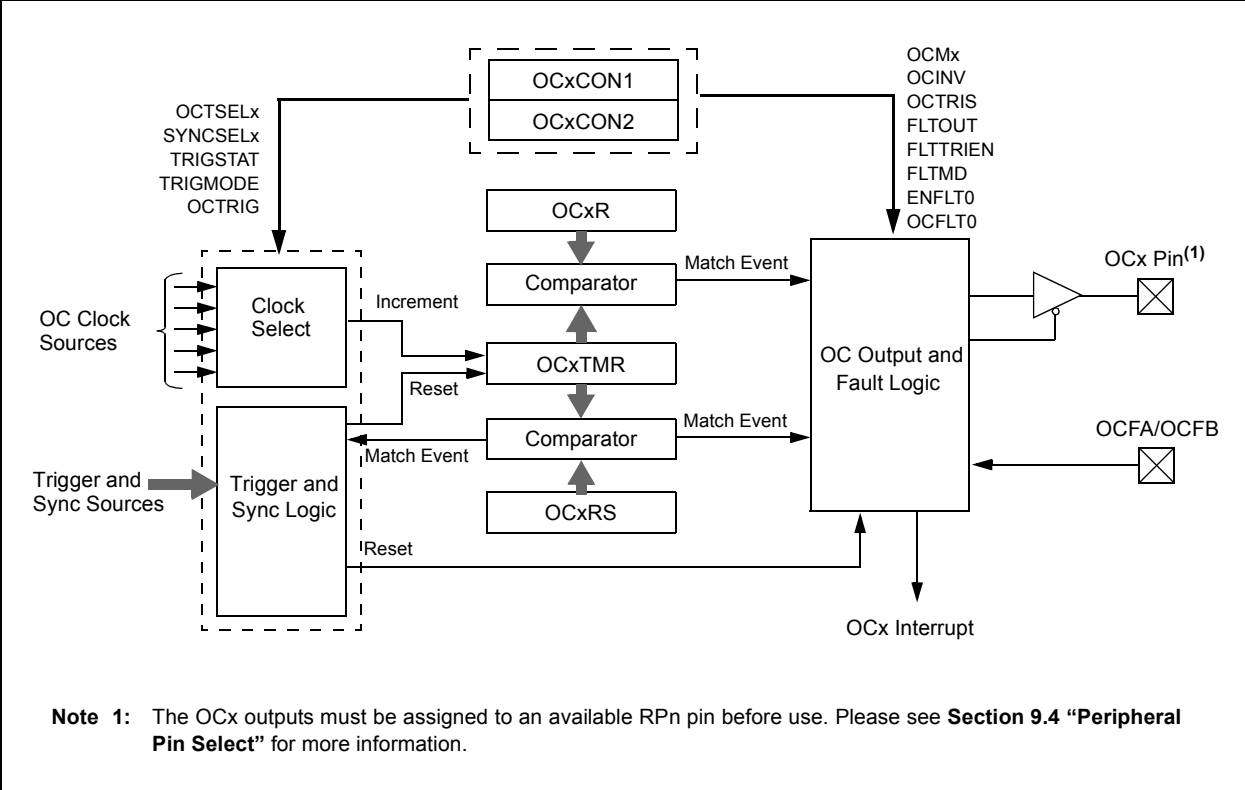 OCxCON1
OCxCON2
OCTSELx
SYNCSELx
TRIGSTAT
TRIGMODE
OCTRIG
OCMx
OCINV
OCTRIS
FLTOUT
FLTTRIEN
FLTMD
ENFLT0
OCFLT0
OCxR
Comparator
Match Event
OCx Pin(1)
OC Clock
Sources
Clock
Select
Increment
OCxTMR
Reset
OC Output and
Fault Logic
Comparator
Match Event
Match Event
OCFA/OCFB
Trigger and
Sync Sources
Trigger and
Sync Logic
OCxRS
Reset
OCx Interrupt
Note 1: The OCx outputs must be assigned to an available RPn pin before use. Please see Section 9.4 “Peripheral
Pin Select” for more information.